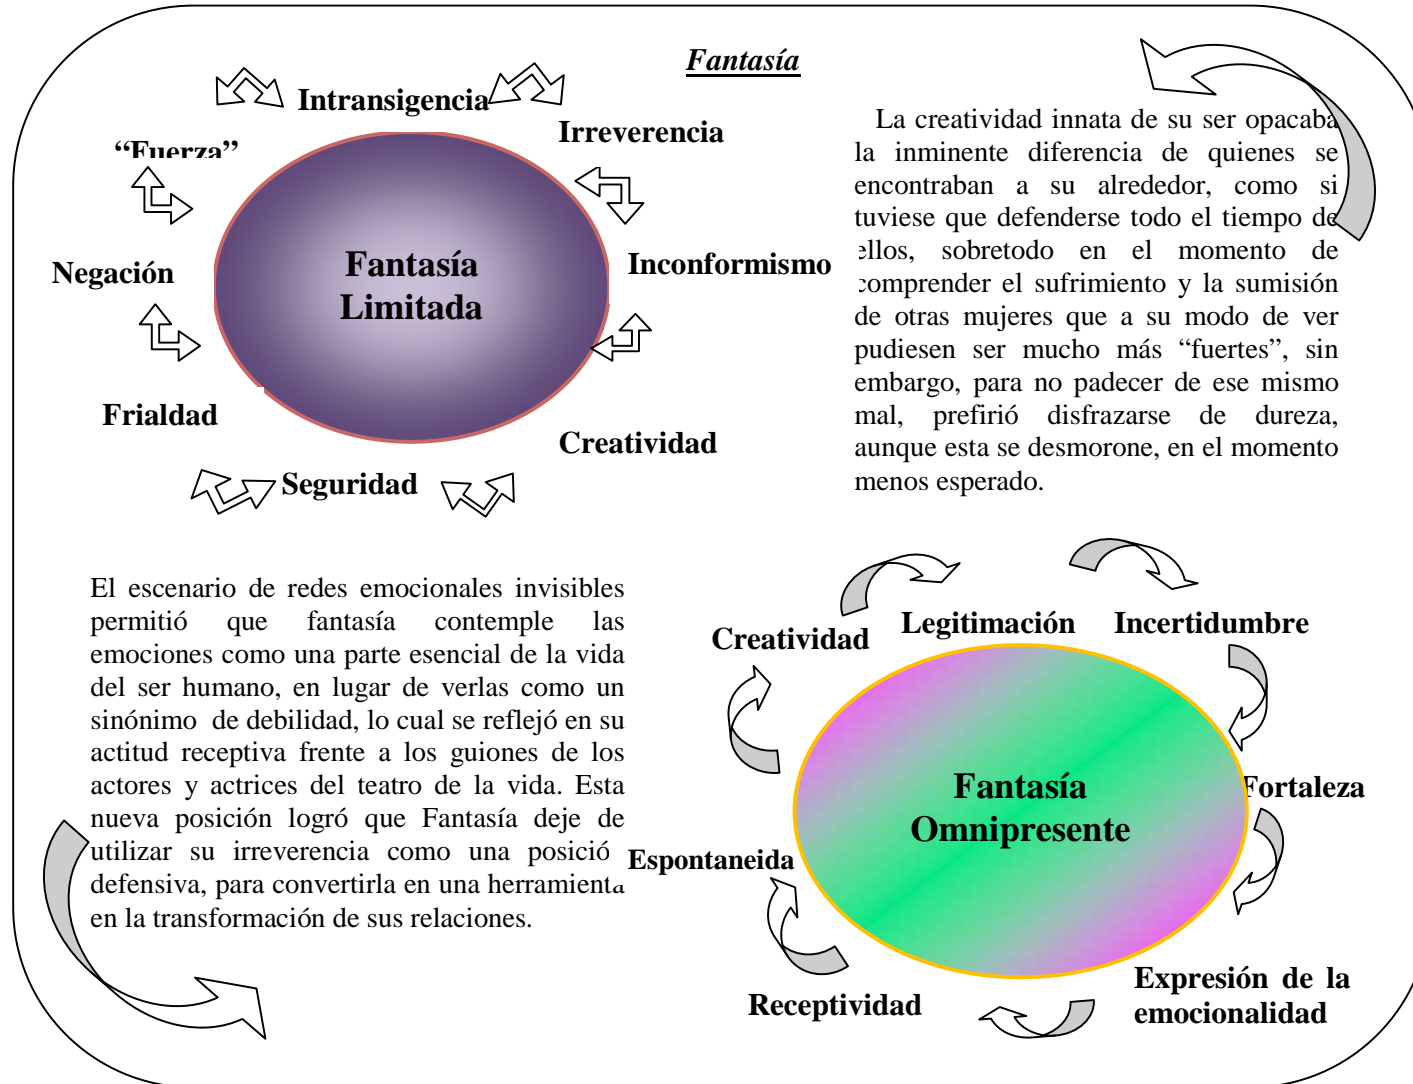 Fantasía
Intransigencia
Irreverencia
“Fuerza”
Fantasía
Limitada
Negación
Inconformismo
Frialdad
Creatividad
Seguridad
La creatividad innata de su ser opacaba
la inminente diferencia de quienes se
encontraban a su alrededor, como si
tuviese que defenderse todo el tiempo de
ellos, sobretodo en el momento de
comprender el sufrimiento y la sumisión
de otras mujeres que a su modo de ver
pudiesen ser mucho más “fuertes”, sin
embargo, para no padecer de ese mismo
mal, prefirió disfrazarse de dureza,
aunque esta se desmorone, en el momento
menos esperado.
El escenario de redes emocionales invisibles
permitió que fantasía contemple las
emociones como una parte esencial de la vida
del ser humano, en lugar de verlas como un
sinónimo de debilidad, lo cual se reflejó en su
actitud receptiva frente a los guiones de los
actores y actrices del teatro de la vida. Esta
nueva posición logró que Fantasía deje de
utilizar su irreverencia como una posició
defensiva, para convertirla en una herramienta
en la transformación de sus relaciones.
Creatividad
Legitimación
Incertidumbre
Fantasía
Omnipresente
Fortaleza
Espontaneida
Receptividad
Expresión de la
emocionalidad